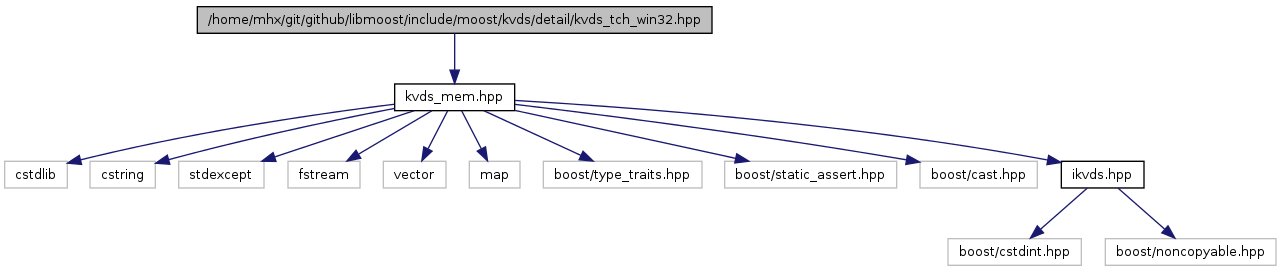 /home/mhx/git/github/libmoost/include/moost/kvds/detail/kvds_tch_win32.hpp
kvds_mem.hpp
cstdlib
cstring
stdexcept
fstream
vector
map
boost/type_traits.hpp
boost/static_assert.hpp
boost/cast.hpp
ikvds.hpp
boost/cstdint.hpp
boost/noncopyable.hpp